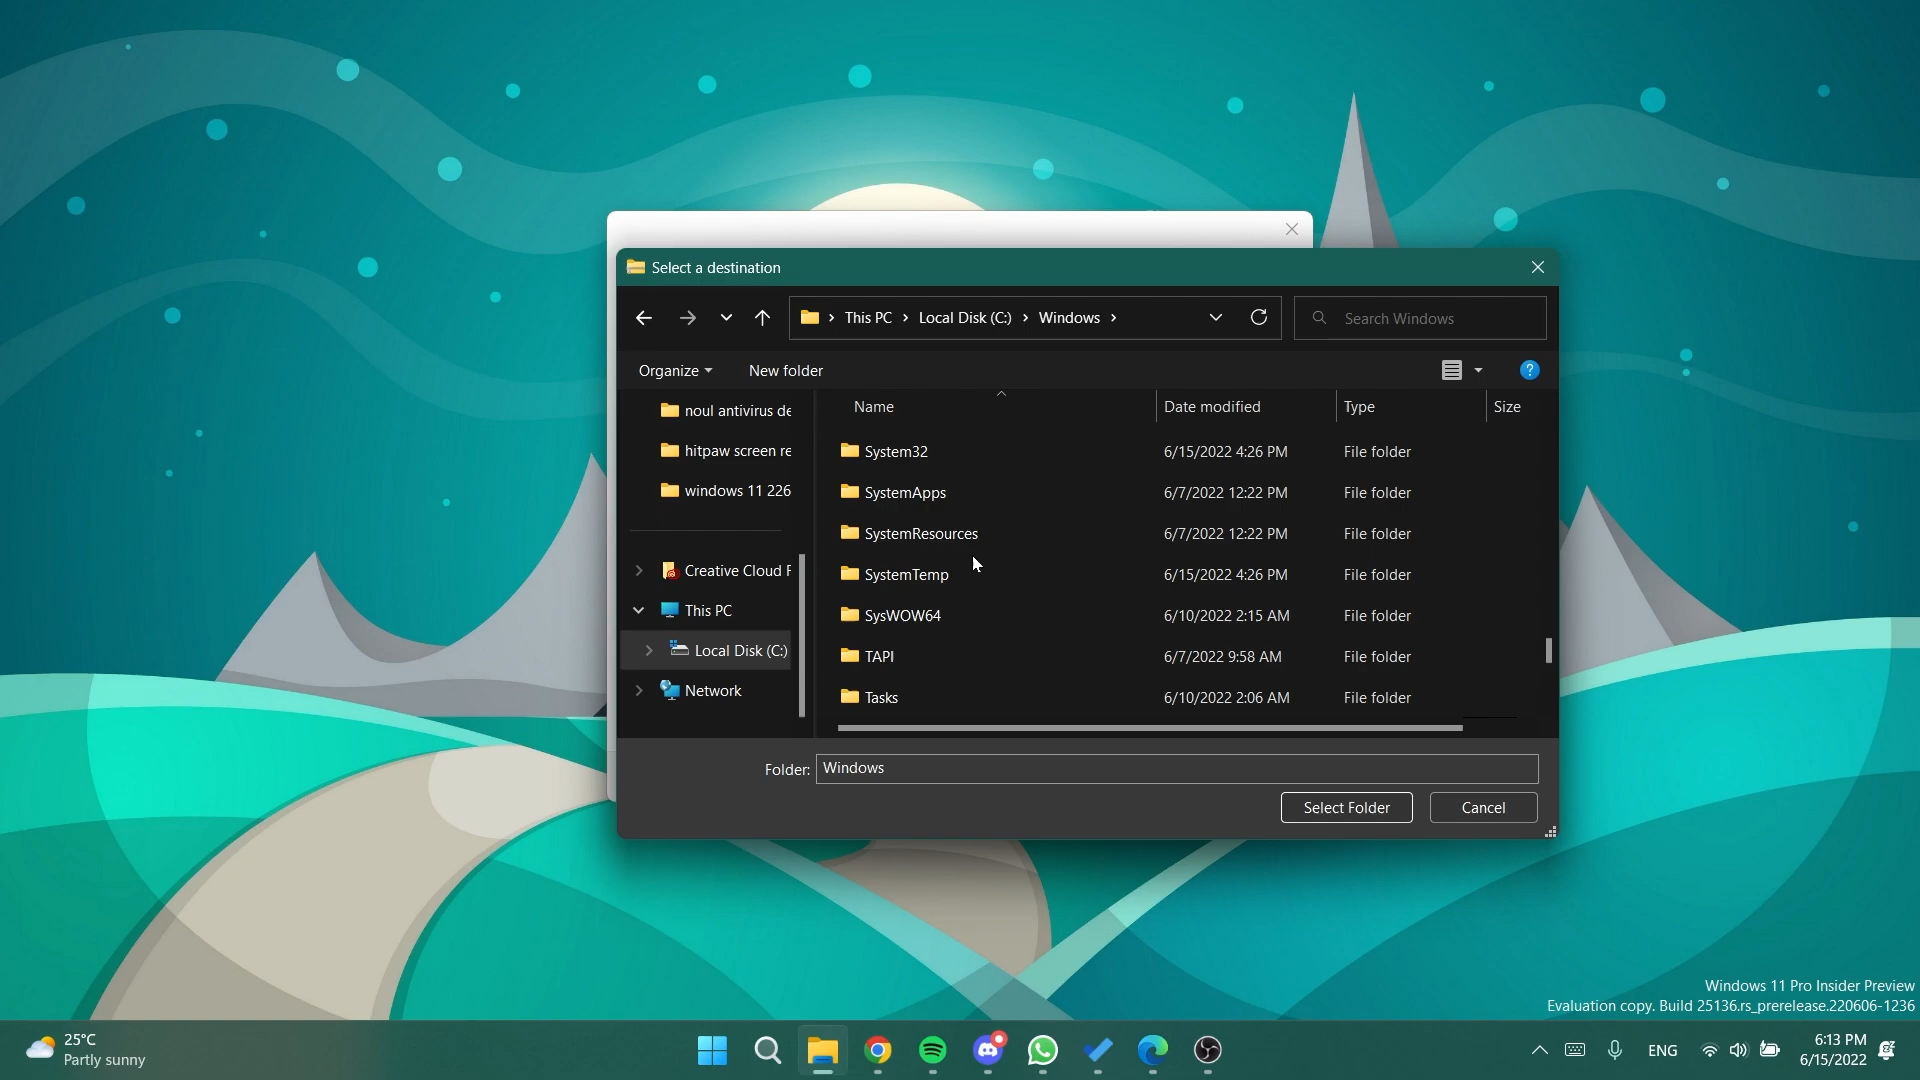 Select a destination
This PC
Local Disk (C:)
Windows
Search Windows
Organize
New folder
?
noul antivirus de
hitpaw screen re
windows 11 226
Creative Cloud F
This PC
Local Disk (C:)
Network
Name Date modified Type Size
System32 6/15/2022 4:26 PM File folder
SystemApps 6/7/2022 12:22 PM File folder
SystemResources 6/7/2022 12:22 PM File folder
SystemTemp 6/15/2022 4:26 PM File folder
SysWOW64 6/10/2022 2:15 AM File folder
TAPI 6/7/2022 9:58 AM File folder
Tasks 6/10/2022 2:06 AM File folder
Folder: Windows
Select Folder Cancel
Windows 11 Pro Insider Preview
Evaluation copy. Build 25136.rs_prerelease.220606-1236
25°C
Partly sunny
ENG
6:13 PM
6/15/2022